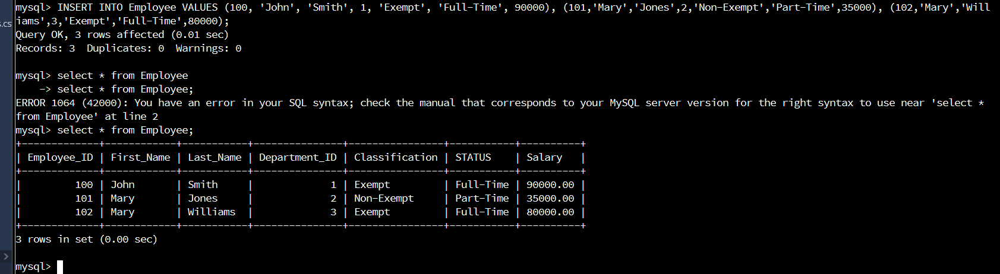 mysql> INSERT INTO Employee VALUES (100, 'John', 'Smith', 1, 'Exempt', 'Full-Time', 90000), (101,'Mary','Jones',2,'Non-Exempt','Part-Time',35000), (102,'Mary','Will
iams',3,'Exempt','Full-Time',80000);
s.cs
Query OK, 3 rows affected (0.01 sec)
Records: 3  Duplicates: 0  Warnings: 0
mysql> select * from Employee
    -> select * from Employee;
ERROR 1064 (42000): You have an error in your SQL syntax; check the manual that corresponds to your MySQL server version for the right syntax to use near 'select *
from Employee' at line 2
mysql> select * from Employee;
+-------------+------------+-----------+---------------+----------------+-----------+----------+
| Employee_ID | First_Name | Last_Name | Department_ID | Classification | STATUS    | Salary   |
+-------------+------------+-----------+---------------+----------------+-----------+----------+
|         100 | John       | Smith     |             1 | Exempt         | Full-Time | 90000.00 |
|         101 | Mary       | Jones     |             2 | Non-Exempt     | Part-Time | 35000.00 |
|         102 | Mary       | Williams  |             3 | Exempt         | Full-Time | 80000.00 |
+-------------+------------+-----------+---------------+----------------+-----------+----------+
3 rows in set (0.00 sec)
mysql>